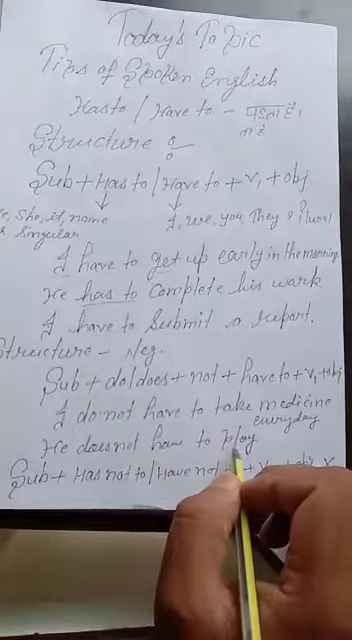 Today's Topic
Tips of Spoken English
Has to / Have to - पड़ता है।
ता है
Structure :-
Sub + Has to / Have to + V1 + obj
He, She, it, name I, we, you, They & Plural
& Singular
I have to get up early in the morning
He has to complete his work
I have to Submit a report.
Structure - Neg.
Sub + do/does + not + have to + V1 + obj
I do not have to take medicine
everyday
He does not have to play
Sub + Has not to / Have not + V